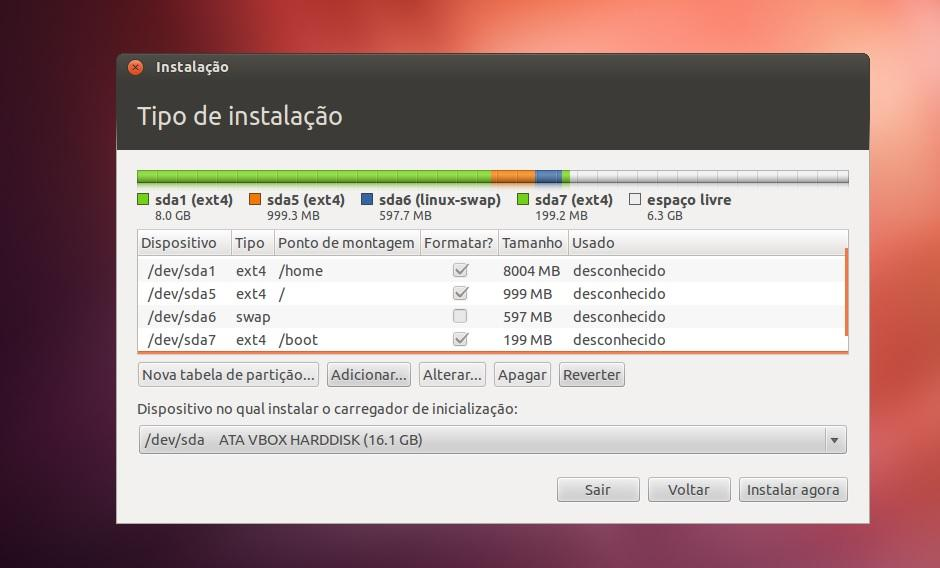 Instalação
Tipo de instalação
sda1 (ext4) sda5 (ext4) sda6 (linux-swap) sda7 (ext4) espaço livre
8.0 GB 999.3 MB 597.7 MB 199.2 MB 6.3 GB
Dispositivo Tipo Ponto de montagem Formatar? Tamanho Usado
/dev/sda1 ext4 /home 8004 MB desconhecido
/dev/sda5 ext4 / 999 MB desconhecido
/dev/sda6 swap 597 MB desconhecido
/dev/sda7 ext4 /boot 199 MB desconhecido
Nova tabela de partição... Adicionar... Alterar... Apagar Reverter
Dispositivo no qual instalar o carregador de inicialização:
/dev/sda ATA VBOX HARDDISK (16.1 GB)
Sair Voltar Instalar agora